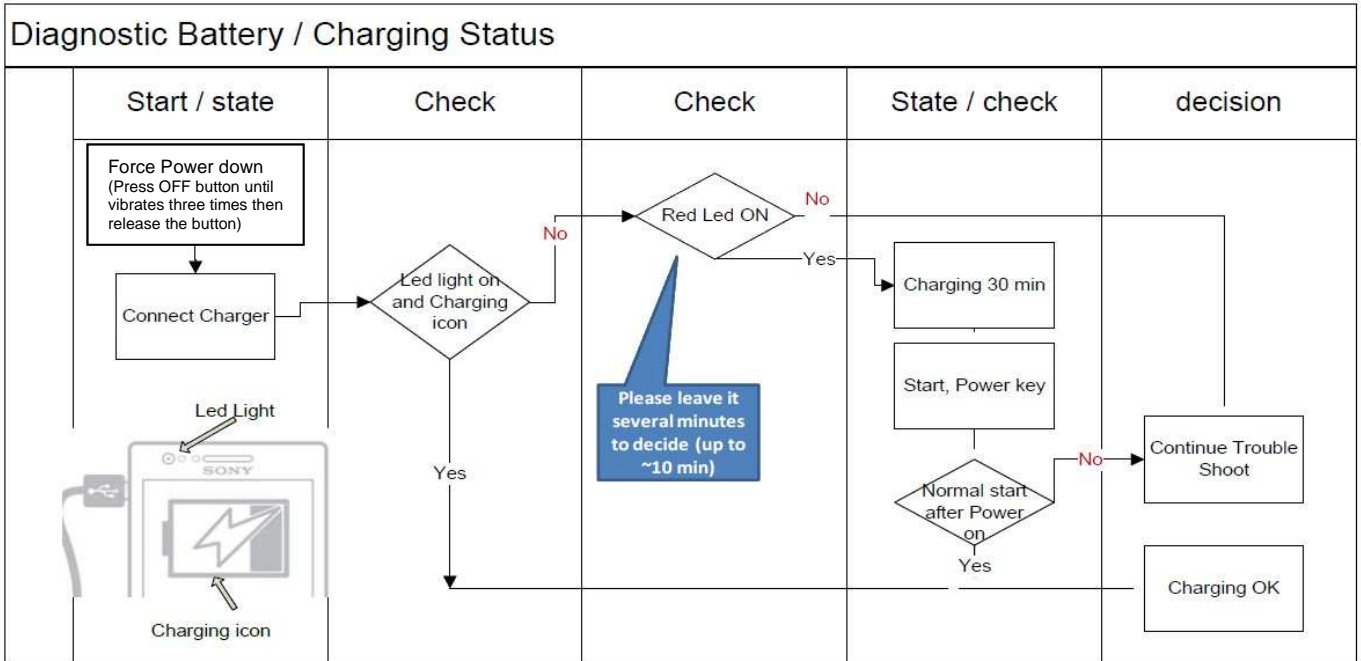 Diagnostic Battery / Charging Status
Start / state
Check
Check
State / check
decision
Force Power down
(Press OFF button until
vibrates three times then
release the button)
Connect Charger
Led light on
and Charging
icon
No
Yes
Red Led ON
No
Yes
Please leave it
several minutes
to decide (up to
~10 min)
Charging 30 min
Start, Power key
Normal start
after Power
on
No
Yes
Continue Trouble
Shoot
Charging OK
Led Light
SONY
Charging icon